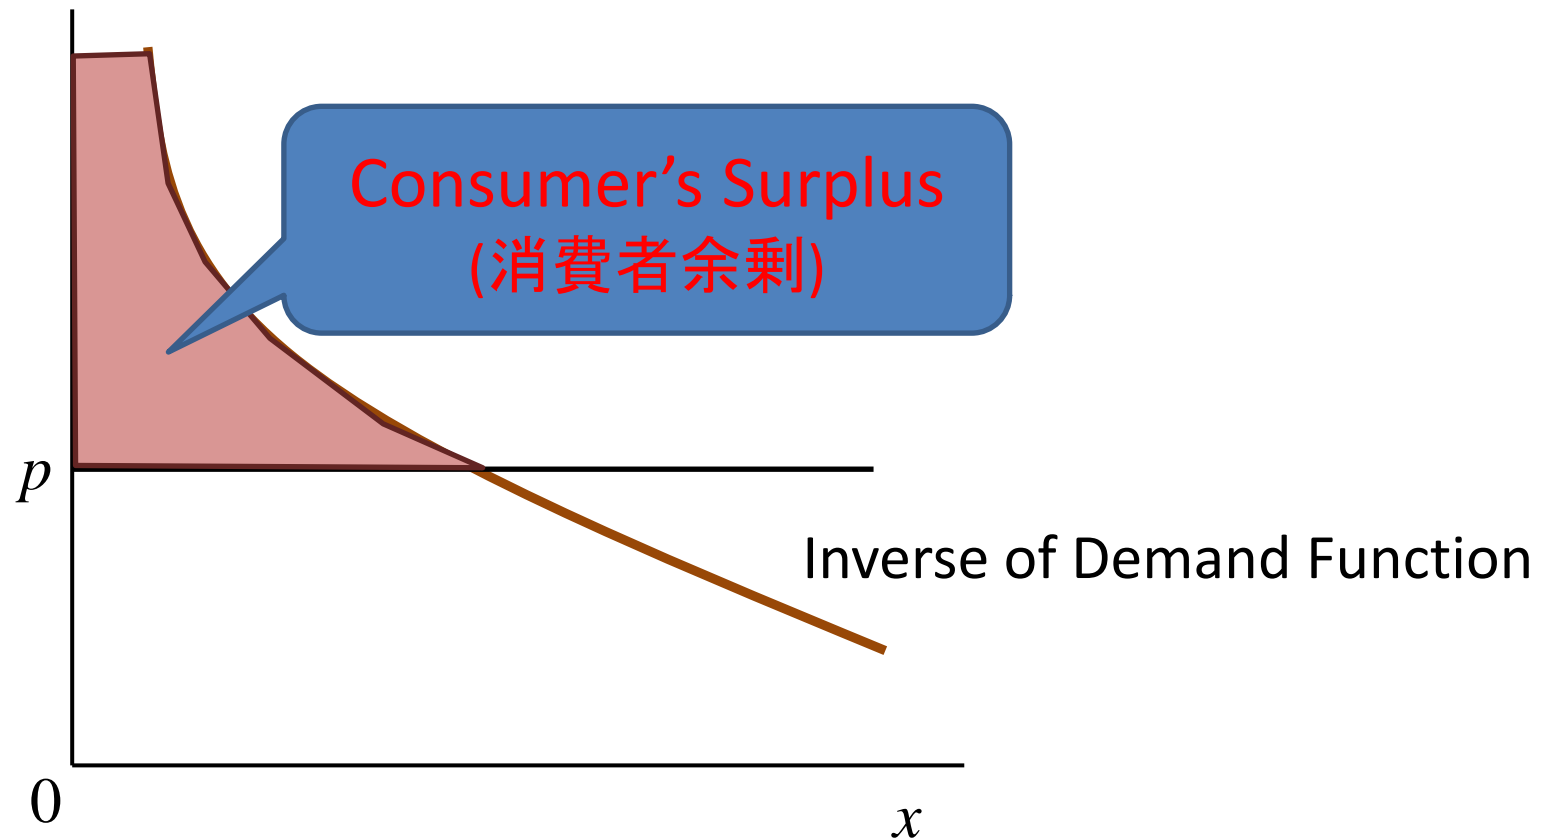 Consumer’s Surplus
(消費者余剰)
p
Inverse of Demand Function
0
x